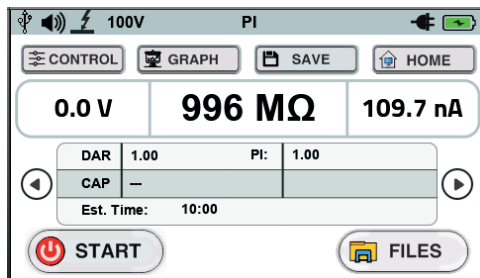 100V PI
CONTROL GRAPH SAVE HOME
0.0 V 996 MΩ 109.7 nA
DAR 1.00 PI: 1.00
CAP ---
Est. Time: 10:00
START FILES